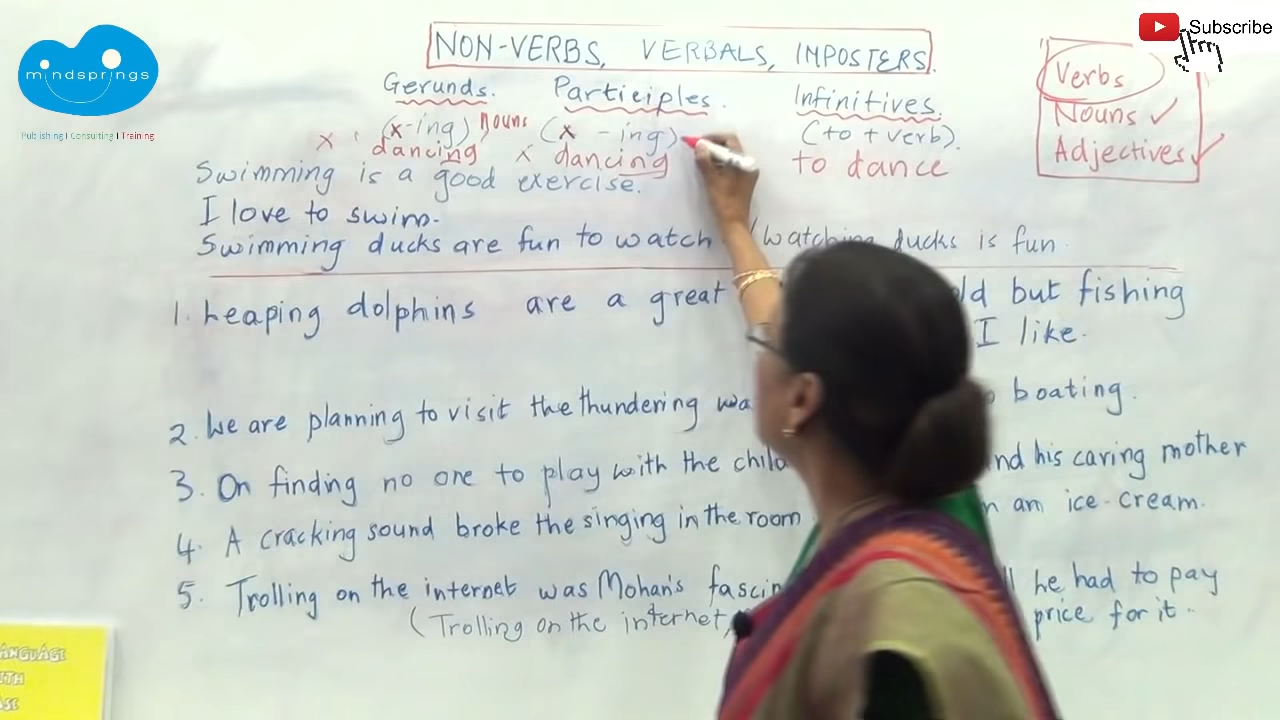 mindsprings
Publishing | Consulting | Training
Subscribe
NON-VERBS, VERBALS, IMPOSTERS.
Gerunds. Participles. Infinitives.
x (x-ing) nouns (x -ing) (to + verb).
dancing x dancing to dance
Verbs
Nouns ✓
Adjectives ✓
Swimming is a good exercise.
I love to swim.
Swimming ducks are fun to watch / watching ducks is fun.
1. Leaping dolphins are a great but fishing
I like.
2. We are planning to visit the thundering boating.
3. On finding no one to play with the his caring mother
an ice-cream.
4. A cracking sound broke the singing in the room
5. Trolling on the internet was Mohan's he had to pay
price for it.
(Trolling on the internet,
LANGUAGE